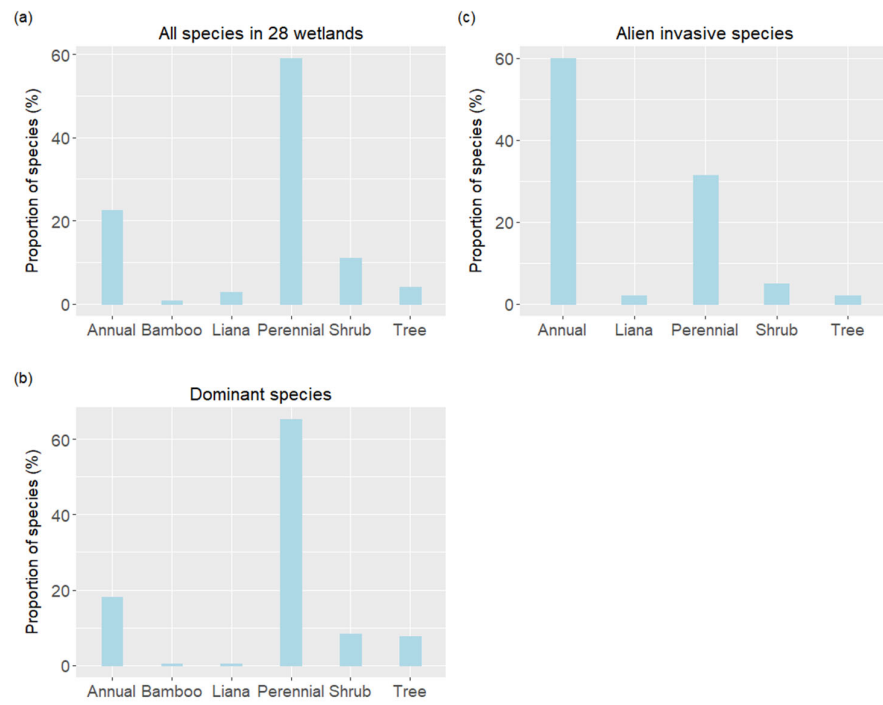 (a)
All species in 28 wetlands
Proportion of species (%)
60
40
20
0
Annual Bamboo Liana Perennial Shrub Tree
(c)
Alien invasive species
Proportion of species (%)
60
40
20
0
Annual Liana Perennial Shrub Tree
(b)
Dominant species
Proportion of species (%)
60
40
20
0
Annual Bamboo Liana Perennial Shrub Tree